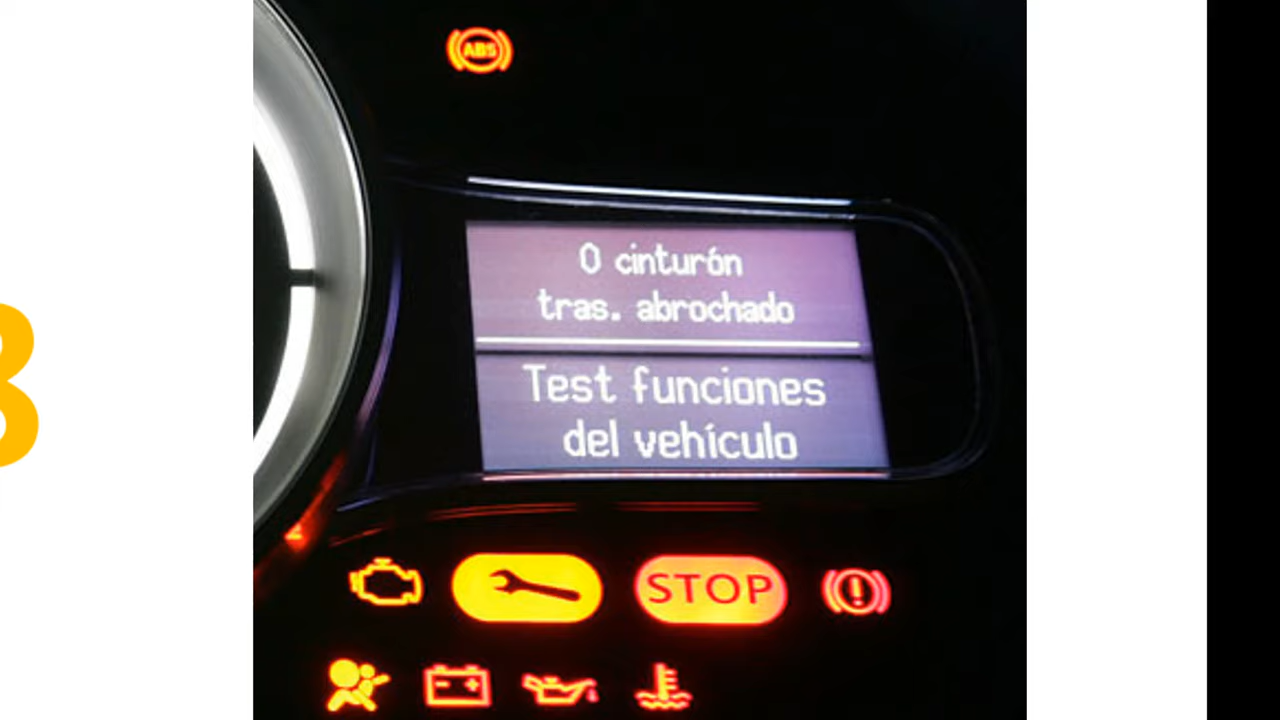 ABS
0 cinturón
tras. abrochado
Test funciones
del vehículo
STOP